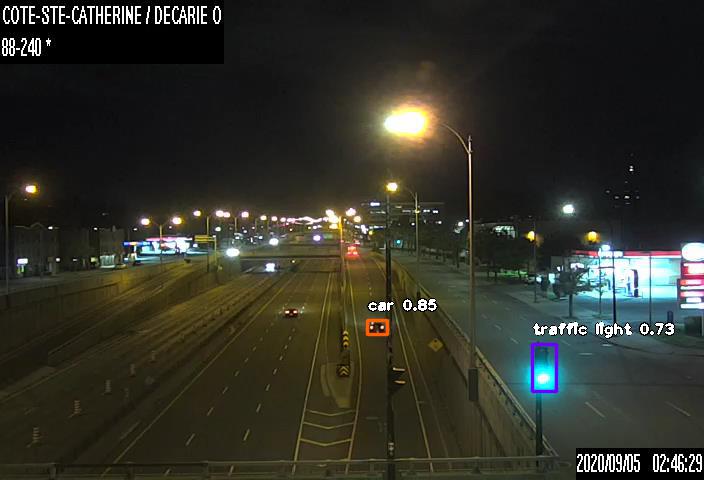 COTE-STE-CATHERINE / DECARIE O
88-240 *
car 0.85
traffic light 0.73
2020/09/05 02:46:29